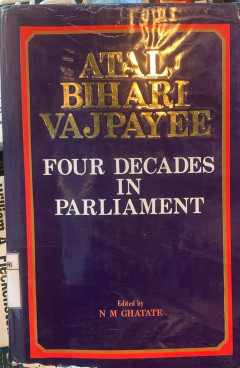 ATAL
BIHARI
VAJPAYEE
FOUR DECADES
IN
PARLIAMENT
Edited by
N M GHATATE